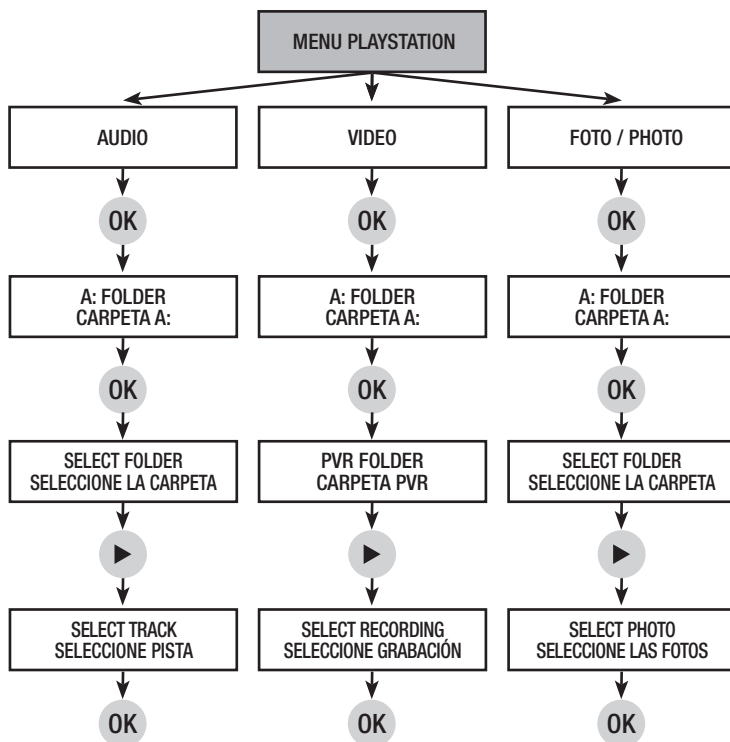 MENU PLAYSTATION
AUDIO
VIDEO
FOTO / PHOTO
OK
OK
OK
A: FOLDER
CARPETA A:
A: FOLDER
CARPETA A:
A: FOLDER
CARPETA A:
OK
OK
OK
SELECT FOLDER
SELECCIONE LA CARPETA
PVR FOLDER
CARPETA PVR
SELECT FOLDER
SELECCIONE LA CARPETA
SELECT TRACK
SELECCIONE PISTA
SELECT RECORDING
SELECCIONE GRABACIÓN
SELECT PHOTO
SELECCIONE LAS FOTOS
OK
OK
OK